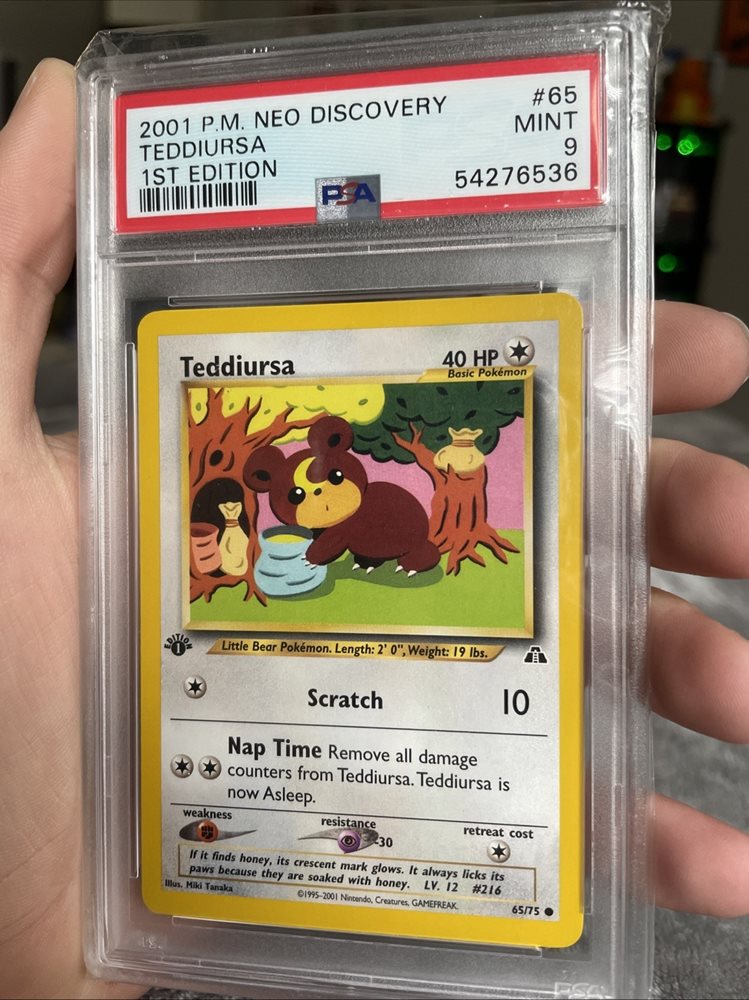 2001 P.M. NEO DISCOVERY #65
TEDDIURSA MINT
1ST EDITION 9
PSA 54276536
Teddiursa 40 HP
Basic Pokémon
EDITION
1
Little Bear Pokémon. Length: 2' 0", Weight: 19 lbs.
Scratch 10
Nap Time Remove all damage
counters from Teddiursa. Teddiursa is
now Asleep.
weakness resistance retreat cost
-30
If it finds honey, its crescent mark glows. It always licks its
paws because they are soaked with honey. LV. 12 #216
Illus. Miki Tanaka ©1995-2001 Nintendo, Creatures, GAMEFREAK. 65/75
PSA